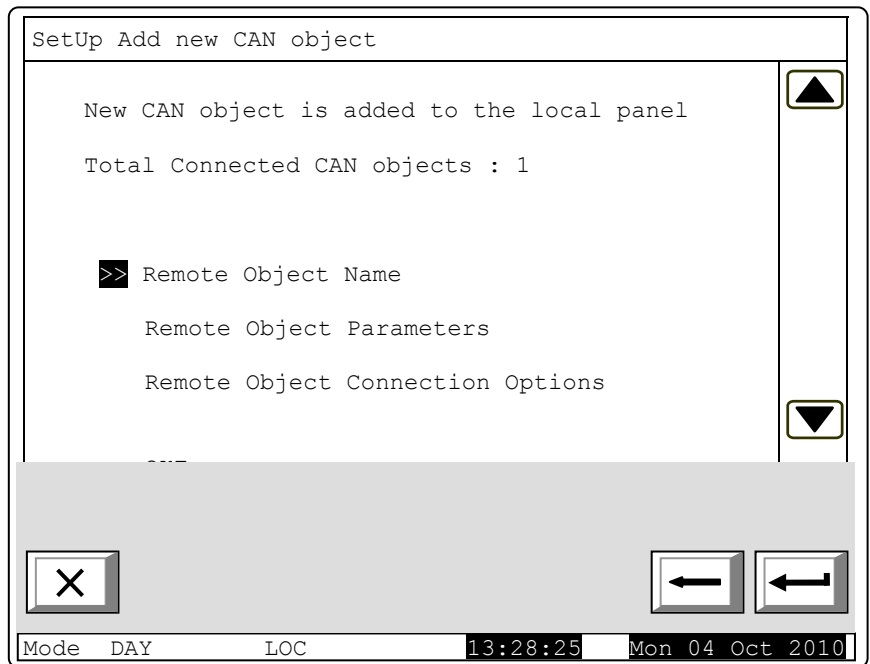 SetUp Add new CAN object
New CAN object is added to the local panel
Total Connected CAN objects : 1
>> Remote Object Name
Remote Object Parameters
Remote Object Connection Options
Mode DAY LOC 13:28:25 Mon 04 Oct 2010